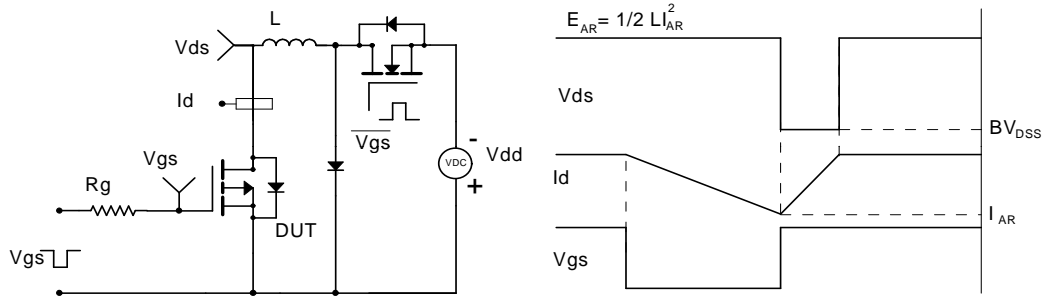 L
E_AR= 1/2 LI_AR^2
Vds
Id
Vgs
Vgs
-
VDC
Vdd
+
Rg
DUT
Vgs
Vds
BV_DSS
Id
I_AR
Vgs